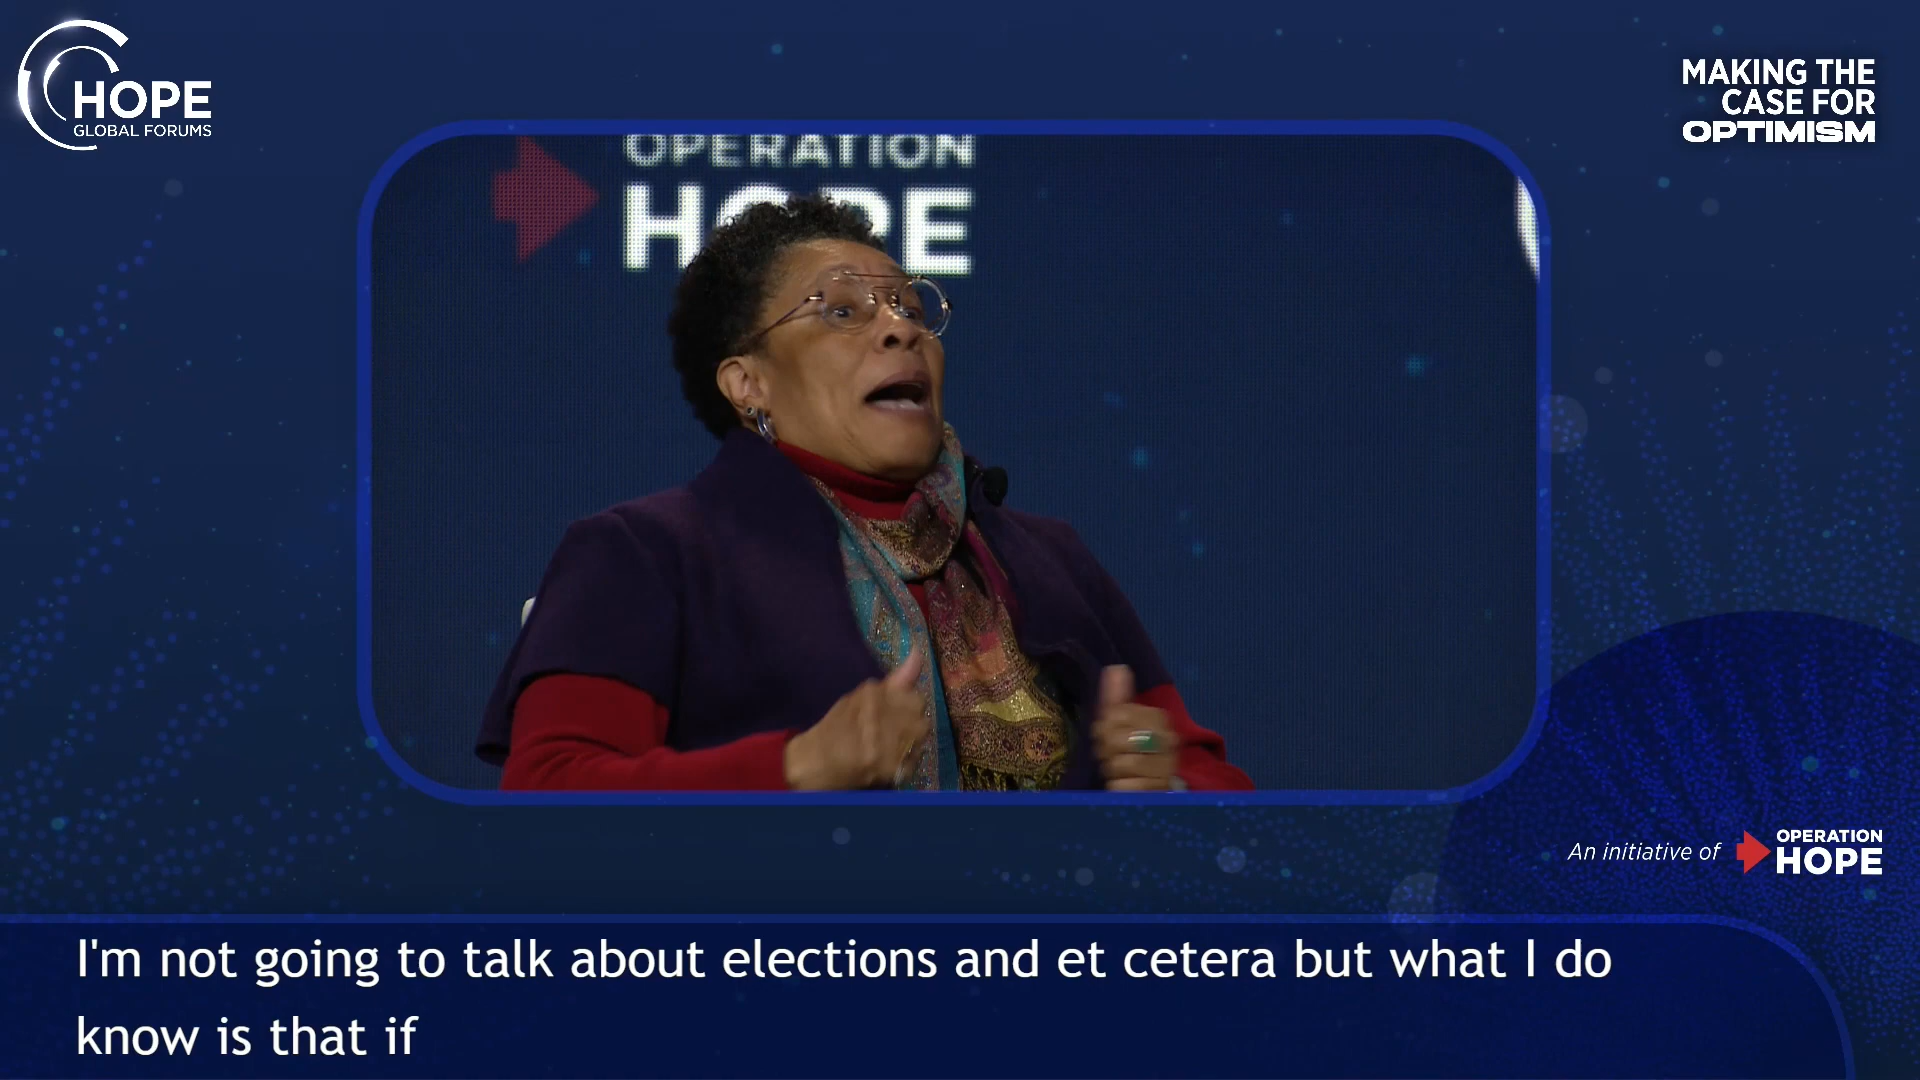 HOPE
GLOBAL FORUMS
MAKING THE
CASE FOR
OPTIMISM
OPERATION
HOPE
An initiative of
OPERATION
HOPE
I'm not going to talk about elections and et cetera but what I do
know is that if